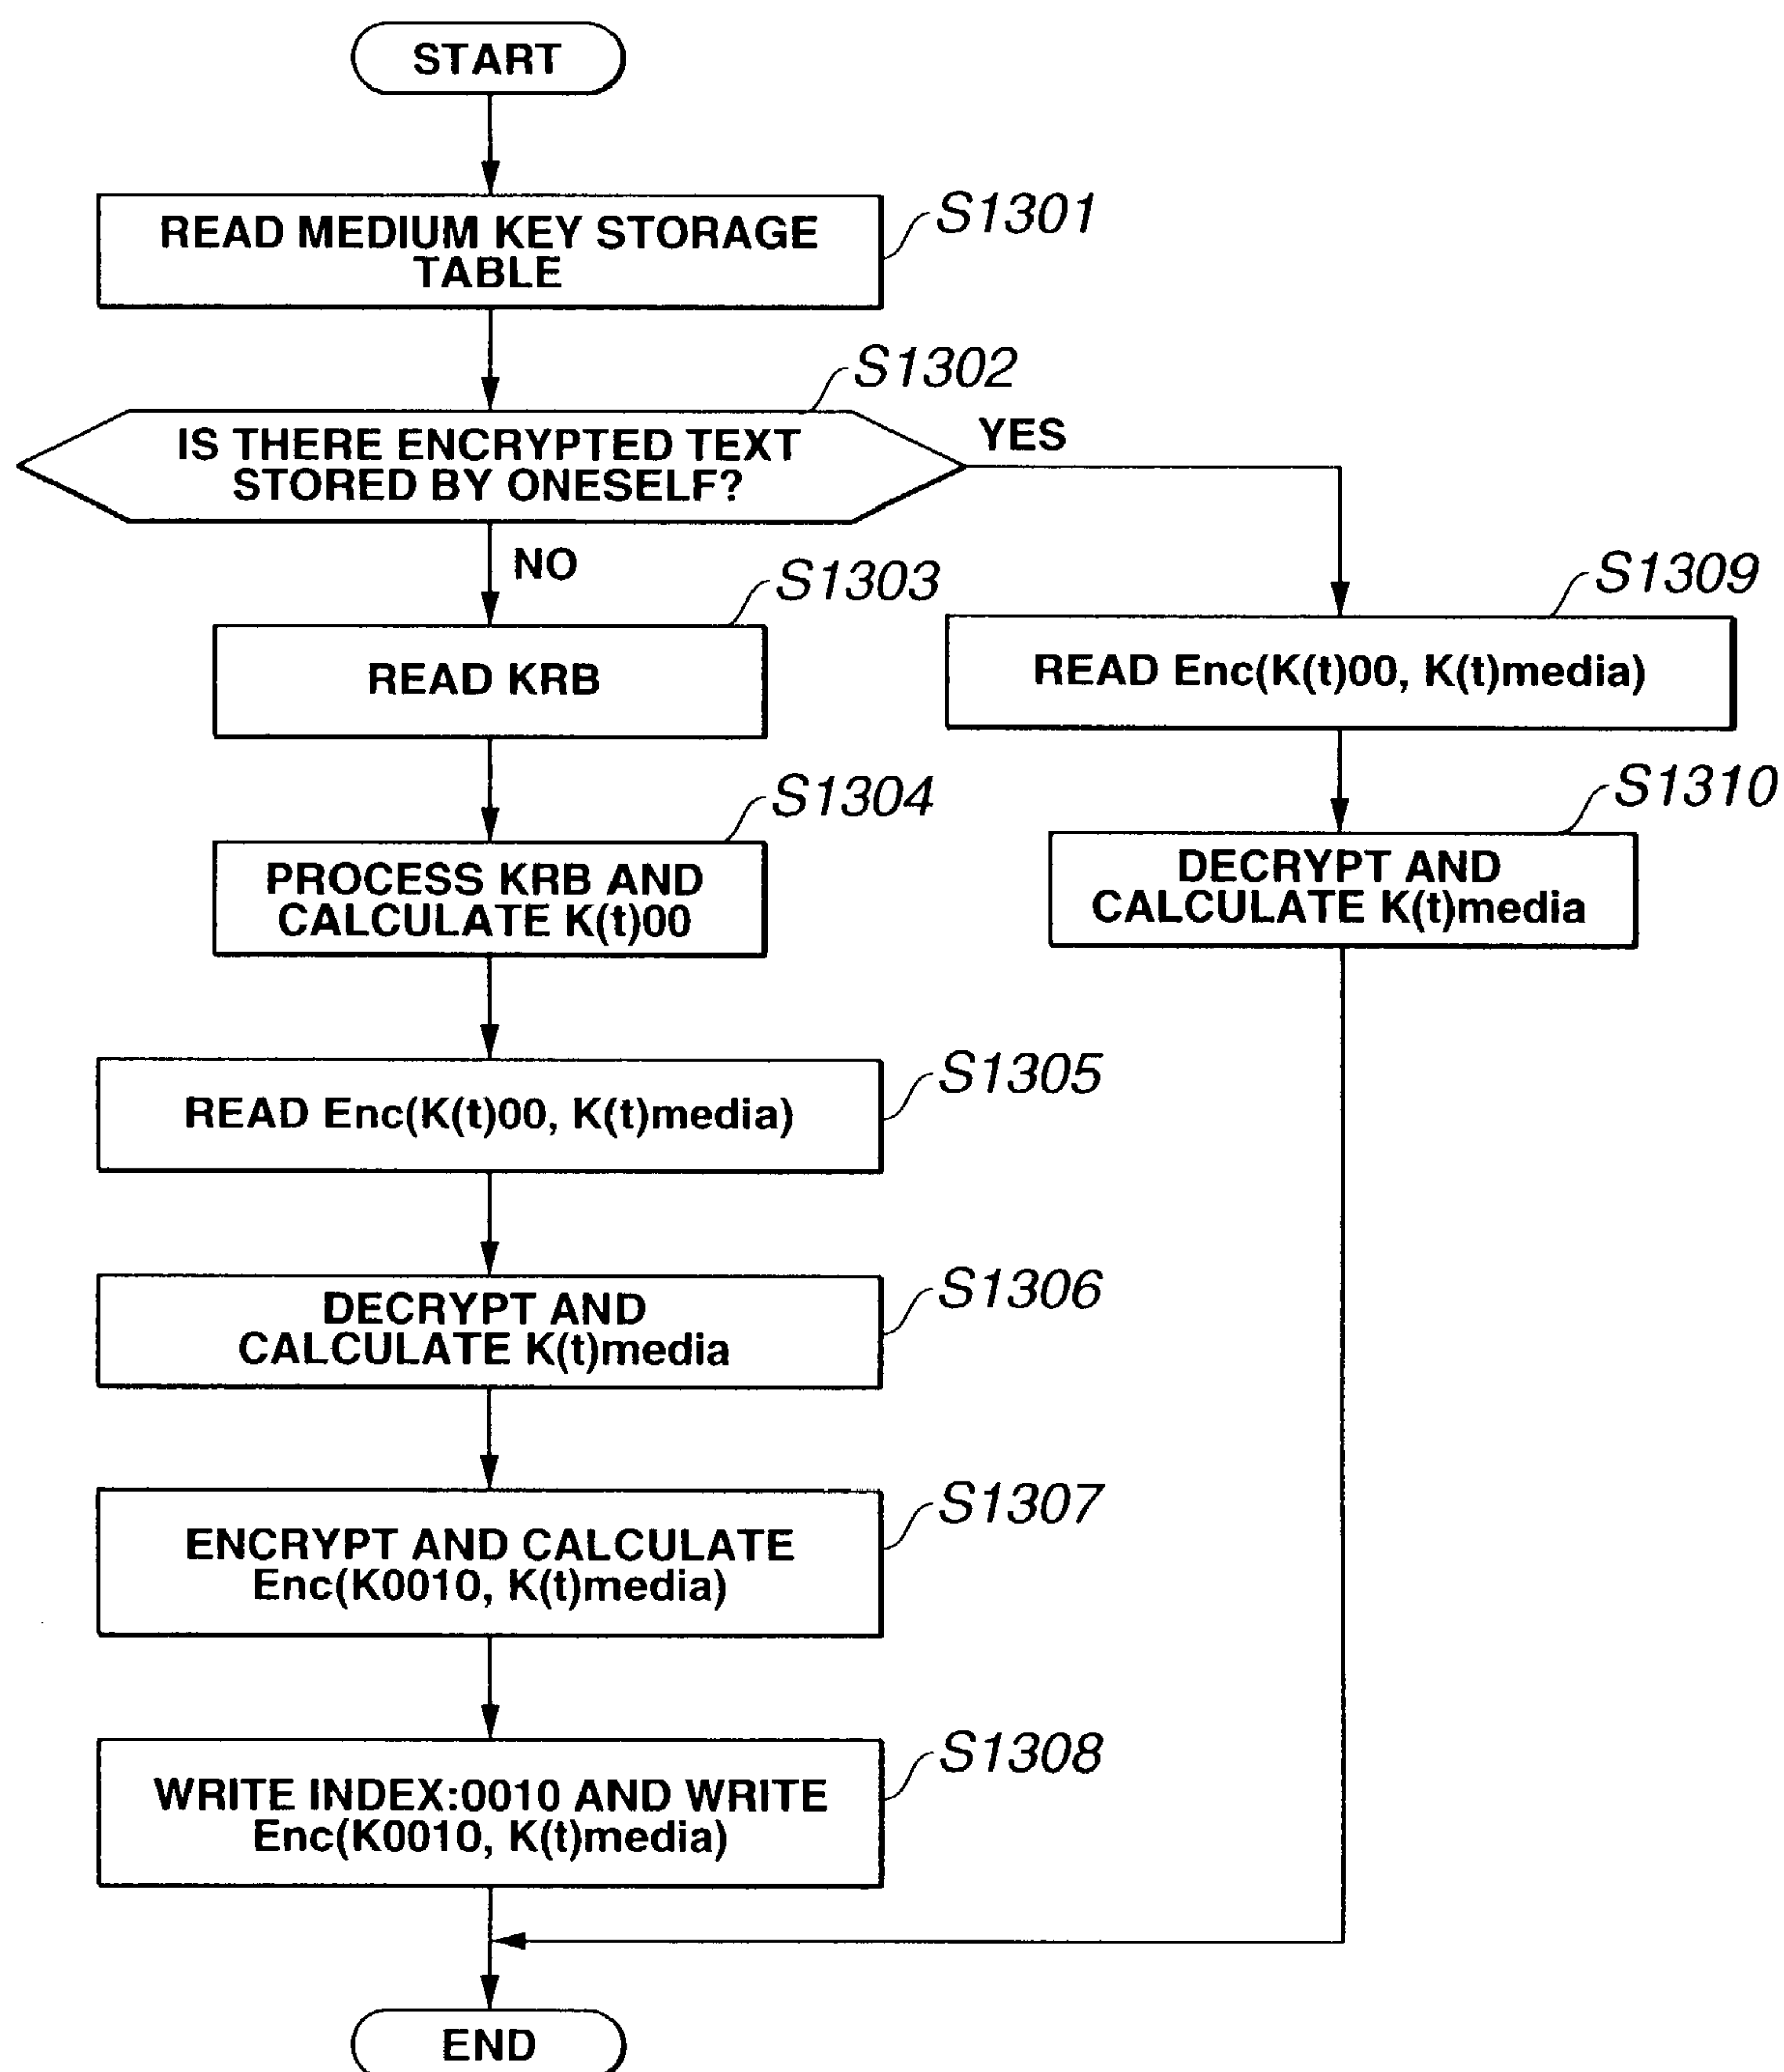 START
READ MEDIUM KEY STORAGE
TABLE
S1301
S1302
IS THERE ENCRYPTED TEXT
STORED BY ONESELF?
YES
NO
S1303
READ KRB
S1309
READ Enc(K(t)00, K(t)media)
S1304
PROCESS KRB AND
CALCULATE K(t)00
S1310
DECRYPT AND
CALCULATE K(t)media
S1305
READ Enc(K(t)00, K(t)media)
S1306
DECRYPT AND
CALCULATE K(t)media
S1307
ENCRYPT AND CALCULATE
Enc(K0010, K(t)media)
S1308
WRITE INDEX:0010 AND WRITE
Enc(K0010, K(t)media)
END